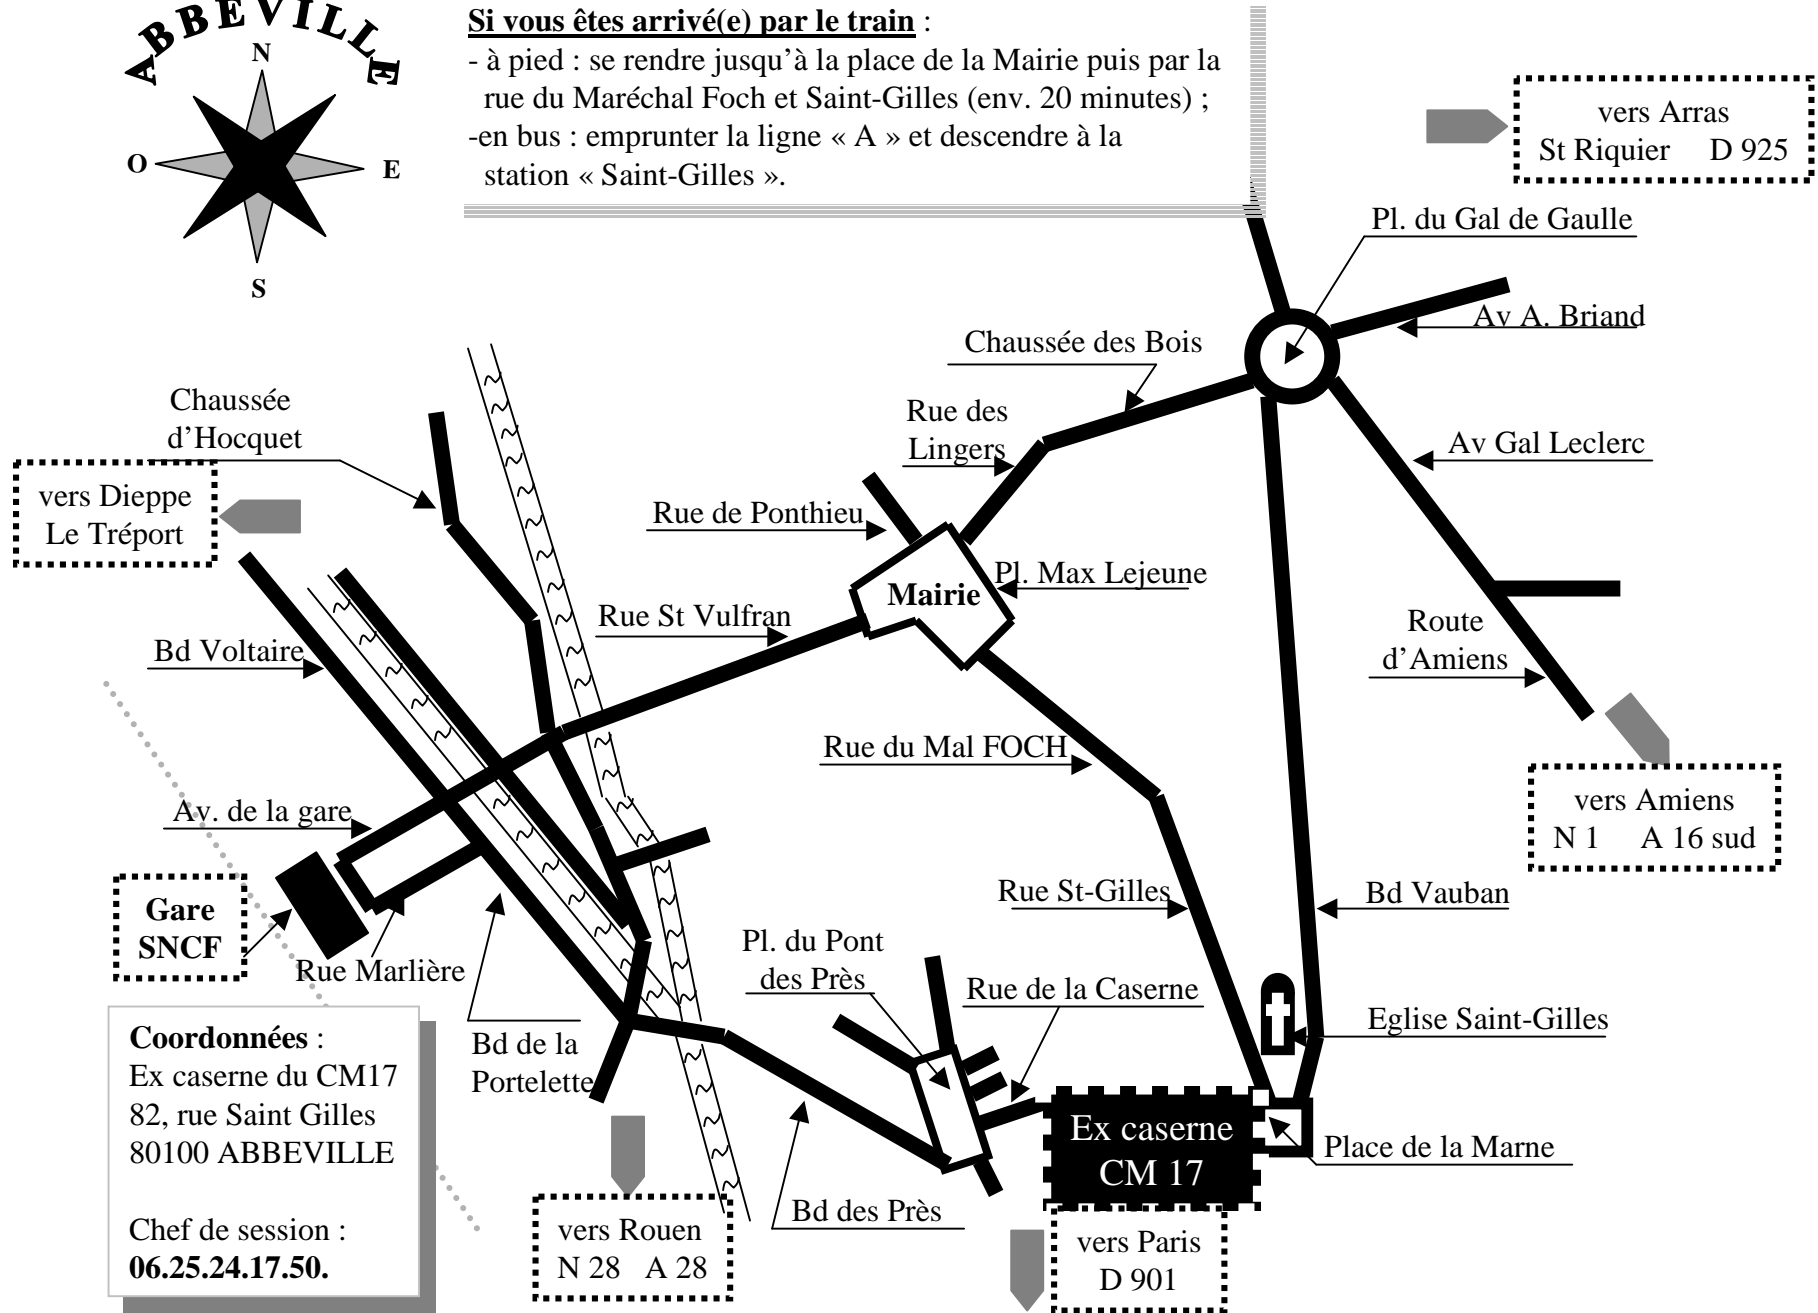 ABBEVILLE
N
O
E
S
Si vous êtes arrivé(e) par le train :
- à pied : se rendre jusqu'à la place de la Mairie puis par la
rue du Maréchal Foch et Saint-Gilles (env. 20 minutes) ;
-en bus : emprunter la ligne « A » et descendre à la
station « Saint-Gilles ».
vers Arras
St Riquier D 925
Pl. du Gal de Gaulle
Av A. Briand
Chaussée des Bois
Chaussée
d'Hocquet
Rue des
Lingers
Av Gal Leclerc
vers Dieppe
Le Tréport
Rue de Ponthieu
Pl. Max Lejeune
Mairie
Rue St Vulfran
Route
d'Amiens
Bd Voltaire
Rue du Mal FOCH
Av. de la gare
vers Amiens
N 1 A 16 sud
Rue St-Gilles
Bd Vauban
Gare
SNCF
Rue Marlière
Pl. du Pont
des Près
Rue de la Caserne
Eglise Saint-Gilles
Bd de la
Portelette
Coordonnées :
Ex caserne du CM17
82, rue Saint Gilles
80100 ABBEVILLE
Chef de session :
06.25.24.17.50.
Ex caserne
CM 17
Place de la Marne
Bd des Près
vers Rouen
N 28 A 28
vers Paris
D 901